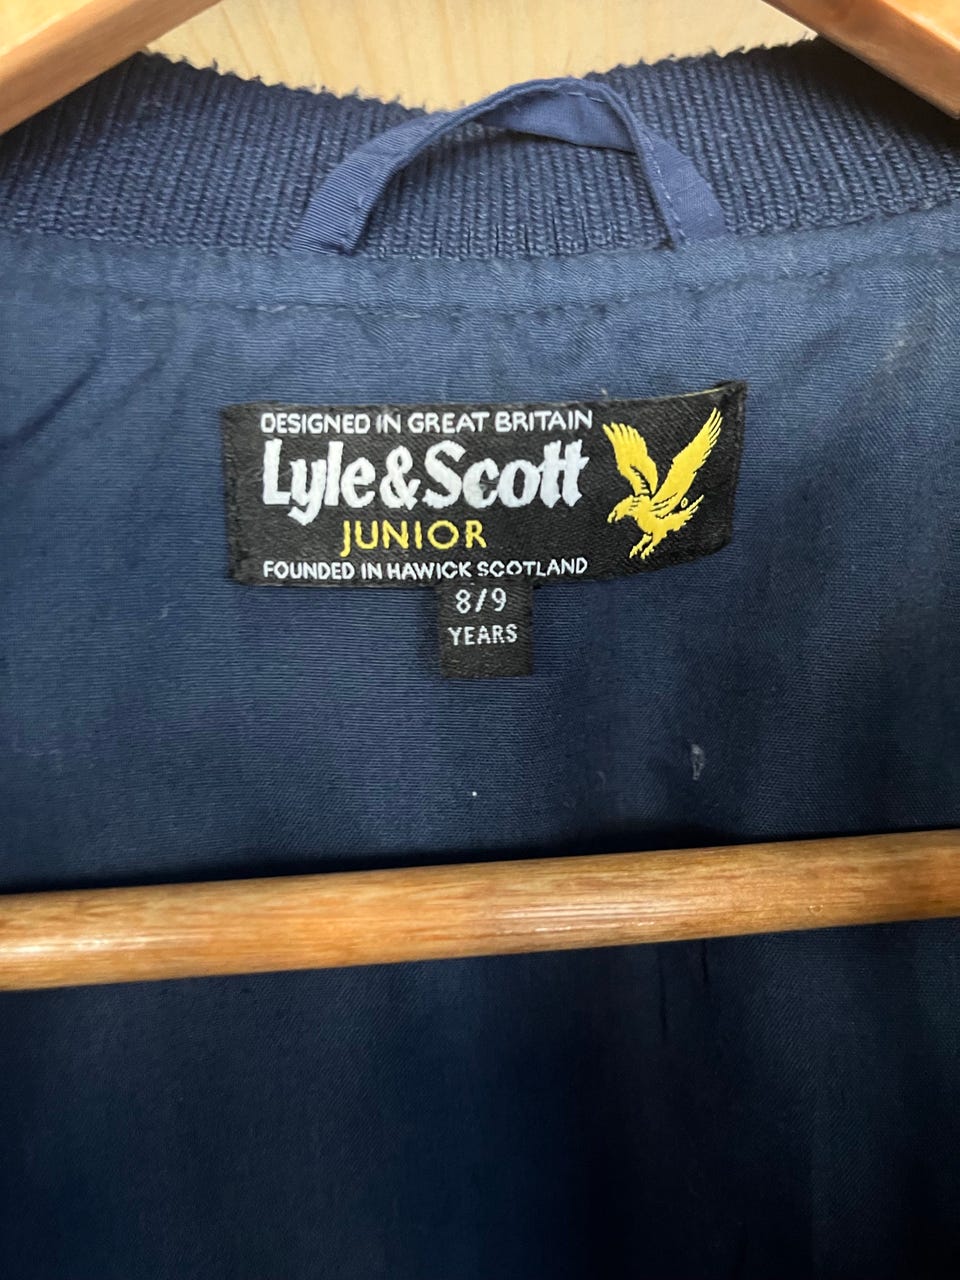 DESIGNED IN GREAT BRITAIN
Lyle & Scott
JUNIOR
FOUNDED IN HAWICK SCOTLAND
8/9
YEARS